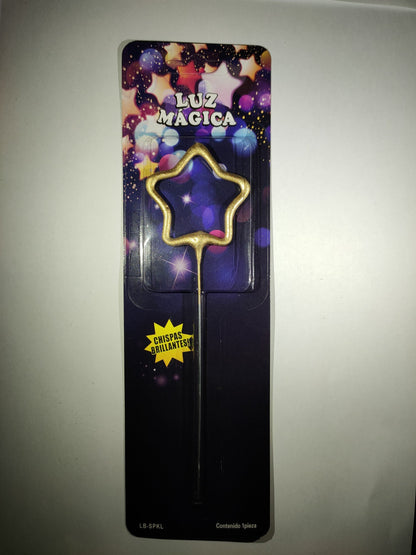 LUZ
MÁGICA
CHISPAS
BRILLANTES!
LB-SPKL
Contenido 1pieza